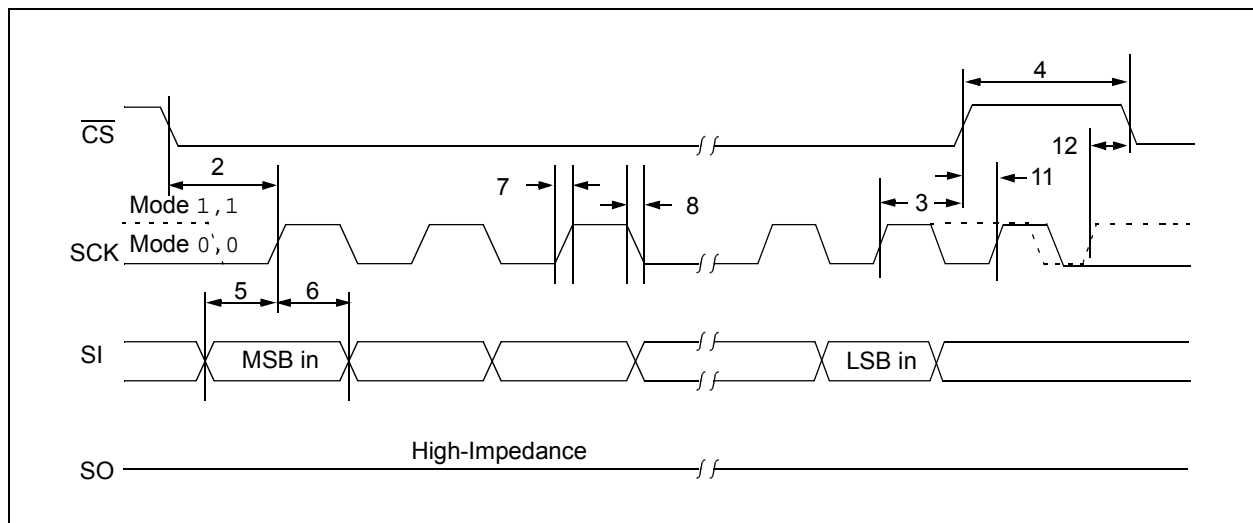 4
CS
12
2
7
11
Mode 1,1
8
3
SCK
Mode 0,0
5
6
SI
MSB in
LSB in
High-Impedance
SO